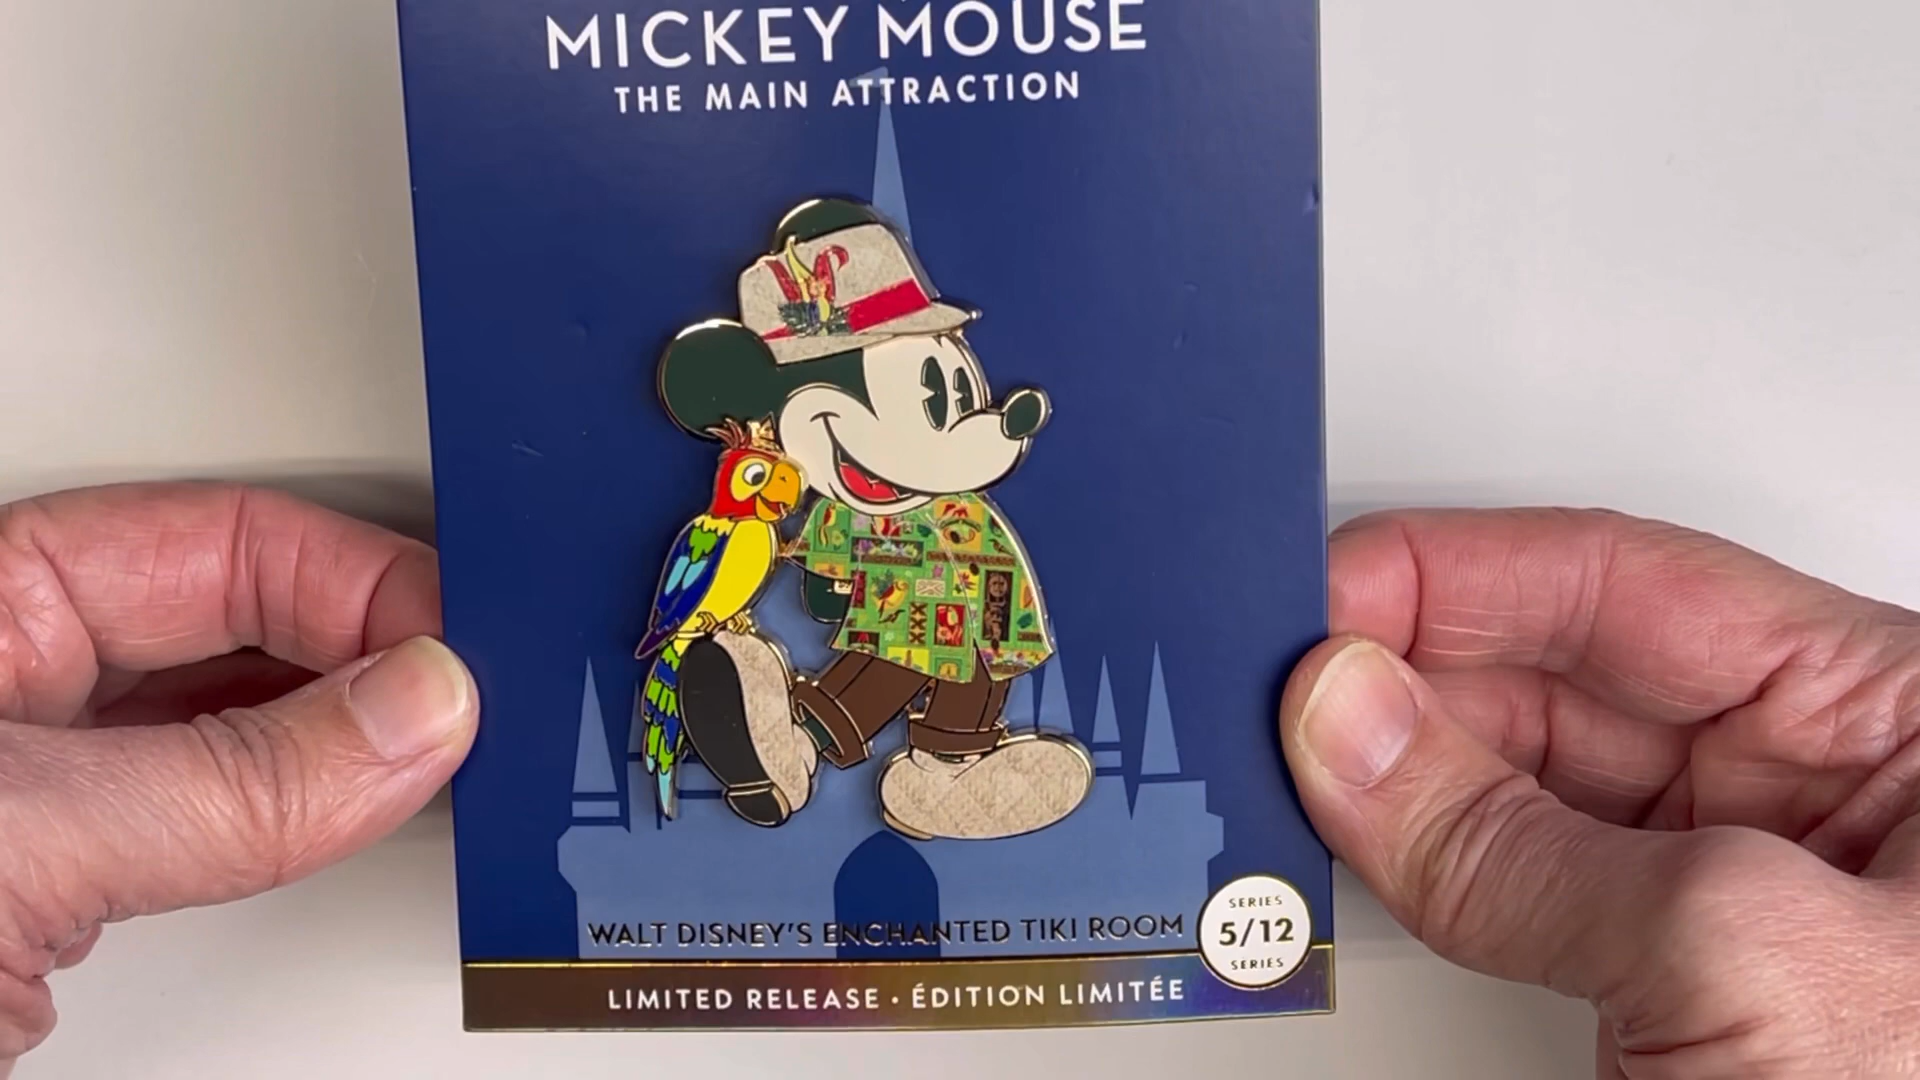 MICKEY MOUSE
THE MAIN ATTRACTION
WALT DISNEY'S ENCHANTED TIKI ROOM
SERIES
5/12
SERIES
LIMITED RELEASE • ÉDITION LIMITÉE